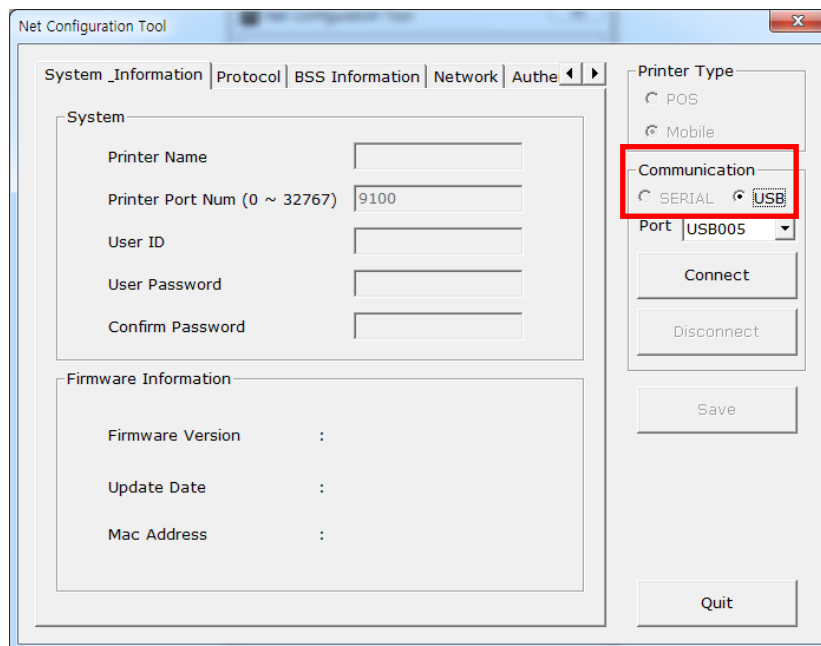 Net Configuration Tool
System _Information
Protocol
BSS Information
Network
Authe
System
Printer Name
Printer Port Num (0 ~ 32767)
9100
User ID
User Password
Confirm Password
Firmware Information
Firmware Version :
Update Date :
Mac Address :
Printer Type
POS
Mobile
Communication
SERIAL
USB
Port
USB005
Connect
Disconnect
Save
Quit